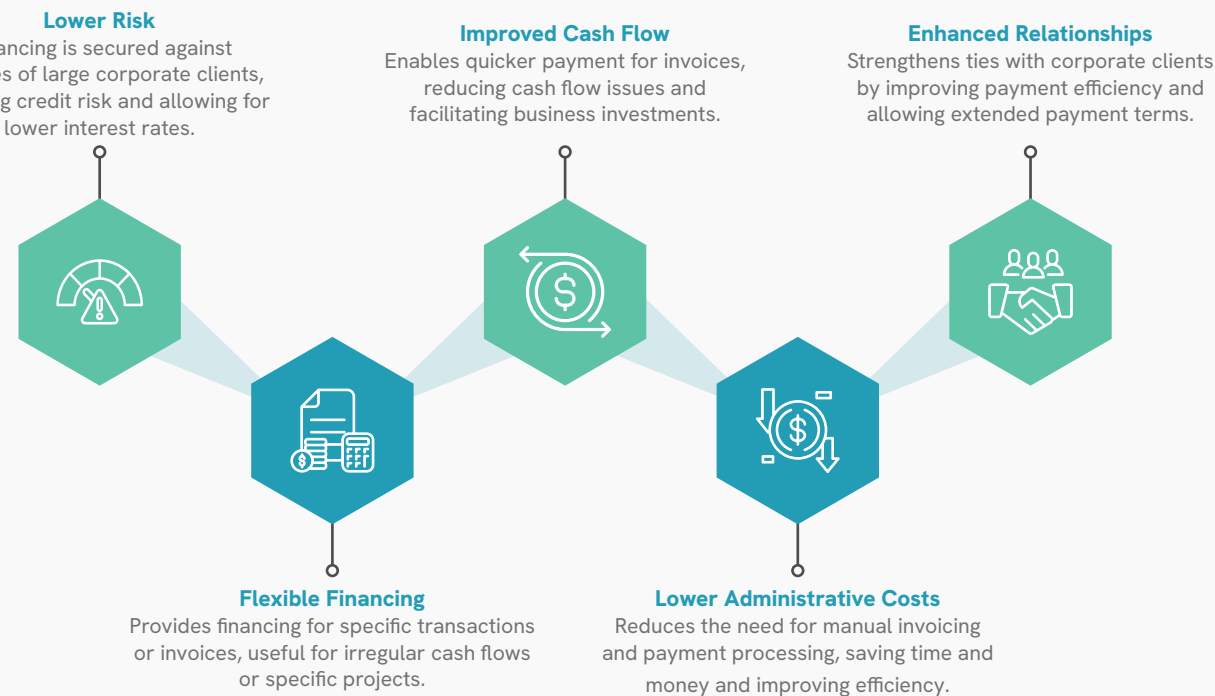 Lower Risk
ancing is secured against
es of large corporate clients,
g credit risk and allowing for
lower interest rates.
Improved Cash Flow
Enables quicker payment for invoices,
reducing cash flow issues and
facilitating business investments.
Enhanced Relationships
Strengthens ties with corporate clients
by improving payment efficiency and
allowing extended payment terms.
Flexible Financing
Provides financing for specific transactions
or invoices, useful for irregular cash flows
or specific projects.
Lower Administrative Costs
Reduces the need for manual invoicing
and payment processing, saving time and
money and improving efficiency.